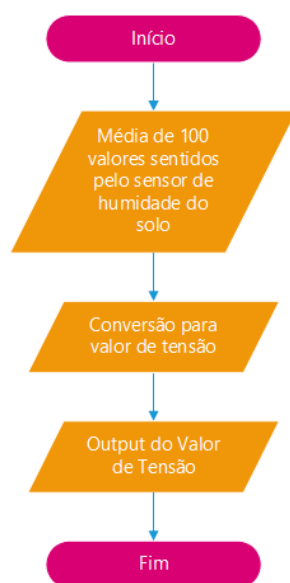 Início
Média de 100
valores sentidos
pelo sensor de
humidade do
solo
Conversão para
valor de tensão
Output do Valor
de Tensão
Fim